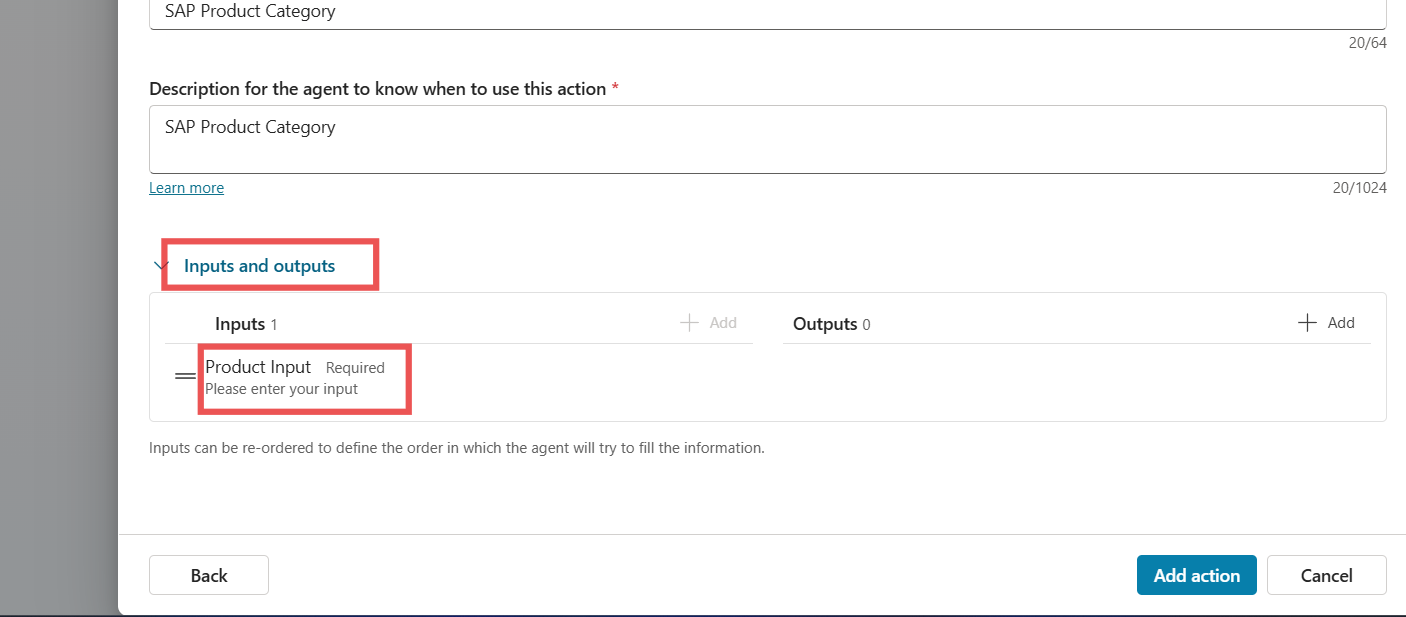 SAP Product Category
20/64
Description for the agent to know when to use this action *
SAP Product Category
Learn more
20/1024
Inputs and outputs
Inputs 1
Add
Outputs 0
Add
Product Input Required
Please enter your input
Inputs can be re-ordered to define the order in which the agent will try to fill the information.
Back
Add action
Cancel